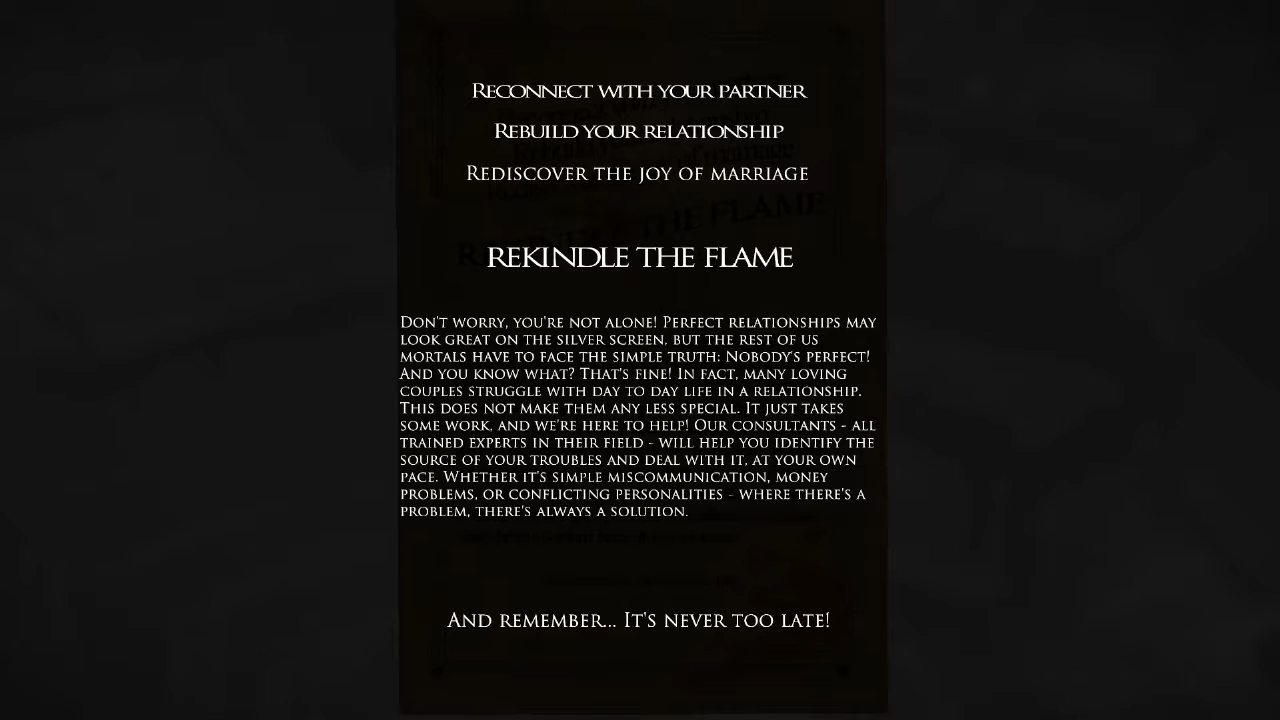 Reconnect with your partner
Rebuild your relationship
Rediscover the joy of marriage
REKINDLE THE FLAME
Don't worry, you're not alone! Perfect relationships may
look great on the silver screen, but the rest of us
mortals have to face the simple truth: Nobody's perfect!
And you know what? That's fine! In fact, many loving
couples struggle with day to day life in a relationship.
This does not make them any less special. It just takes
some work, and we're here to help! Our consultants - all
trained experts in their field - will help you identify the
source of your troubles and deal with it, at your own
pace. Whether it's simple miscommunication, money
problems, or conflicting personalities - where there's a
problem, there's always a solution.
And remember... It's never too late!